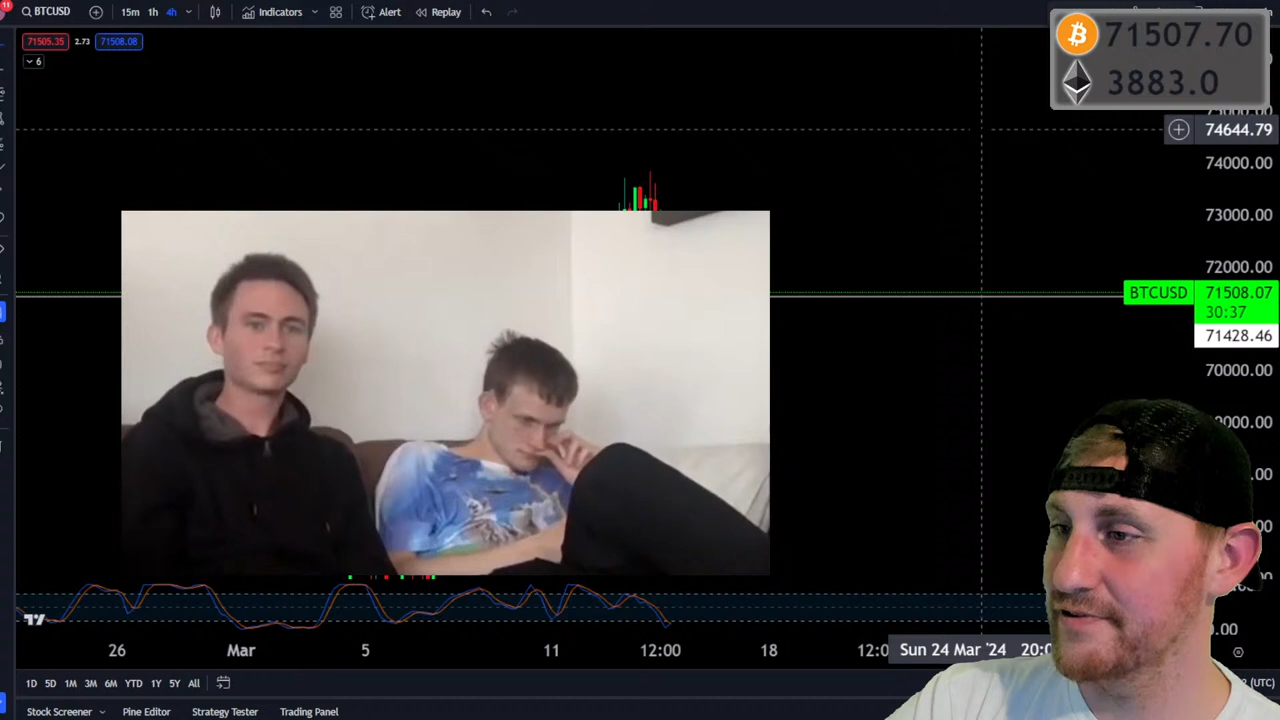 11
BTCUSD
15m 1h 4h Indicators Alert Replay
71505.35 2.73 71508.08
6
71507.70
3883.0
74644.79
74000.00
73000.00
72000.00
BTCUSD 71508.07
30:37
71428.46
70000.00
26 Mar 5 11 12:00 18 Sun 24 Mar '24
1D 5D 1M 3M 6M YTD 1Y 5Y All (UTC)
Stock Screener Pine Editor Strategy Tester Trading Panel